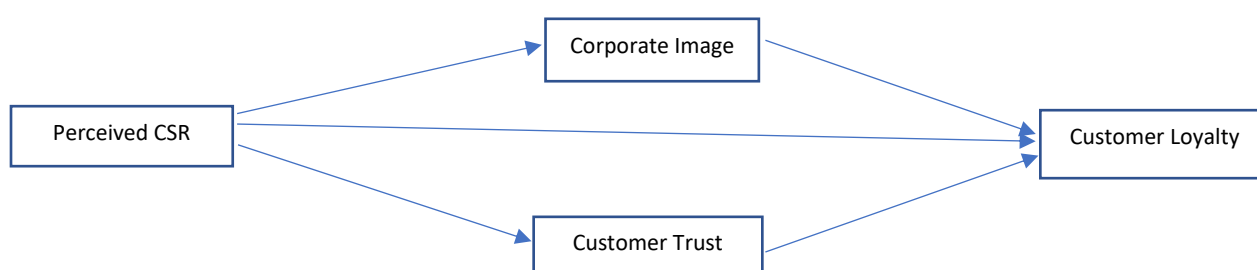 Corporate Image
Perceived CSR
Customer Loyalty
Customer Trust